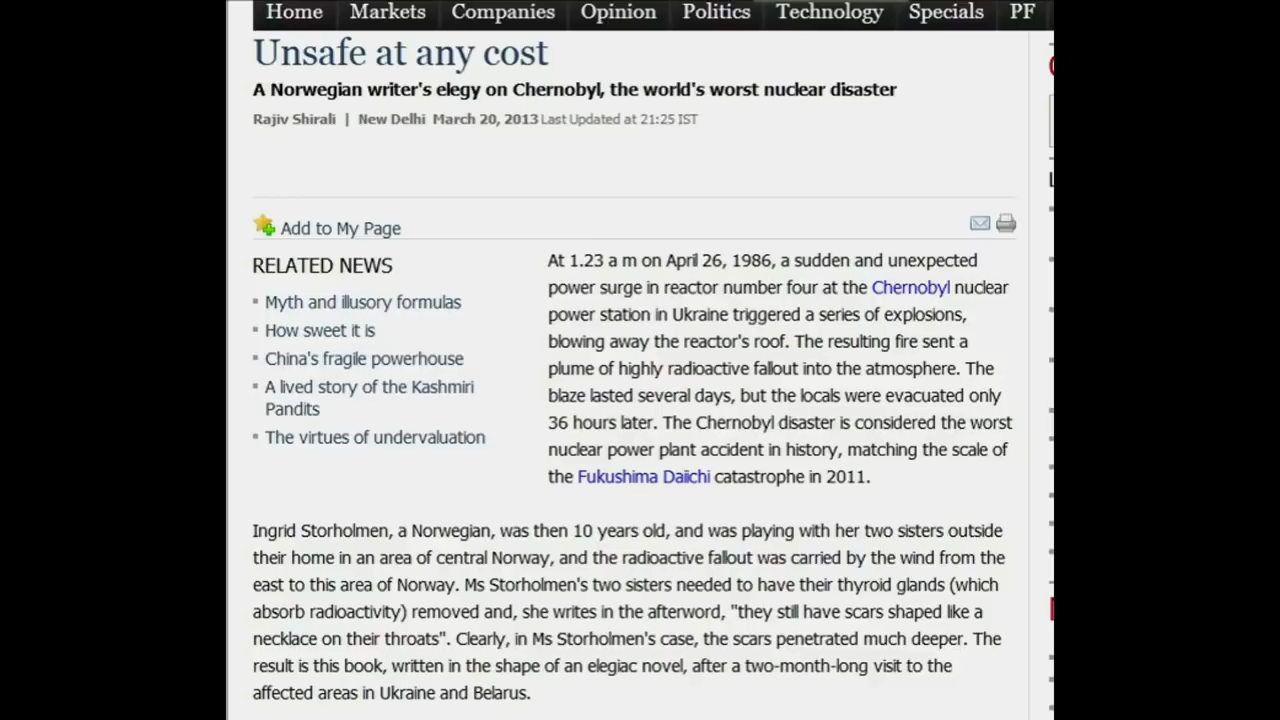 Home Markets Companies Opinion Politics Technology Specials PF
Unsafe at any cost
A Norwegian writer's elegy on Chernobyl, the world's worst nuclear disaster
Rajiv Shirali | New Delhi March 20, 2013 Last Updated at 21:25 IST
Add to My Page
RELATED NEWS
Myth and illusory formulas
How sweet it is
China's fragile powerhouse
A lived story of the Kashmiri
Pandits
The virtues of undervaluation
At 1.23 a m on April 26, 1986, a sudden and unexpected
power surge in reactor number four at the Chernobyl nuclear
power station in Ukraine triggered a series of explosions,
blowing away the reactor's roof. The resulting fire sent a
plume of highly radioactive fallout into the atmosphere. The
blaze lasted several days, but the locals were evacuated only
36 hours later. The Chernobyl disaster is considered the worst
nuclear power plant accident in history, matching the scale of
the Fukushima Daiichi catastrophe in 2011.
Ingrid Storholmen, a Norwegian, was then 10 years old, and was playing with her two sisters outside
their home in an area of central Norway, and the radioactive fallout was carried by the wind from the
east to this area of Norway. Ms Storholmen's two sisters needed to have their thyroid glands (which
absorb radioactivity) removed and, she writes in the afterword, "they still have scars shaped like a
necklace on their throats". Clearly, in Ms Storholmen's case, the scars penetrated much deeper. The
result is this book, written in the shape of an elegiac novel, after a two-month-long visit to the
affected areas in Ukraine and Belarus.